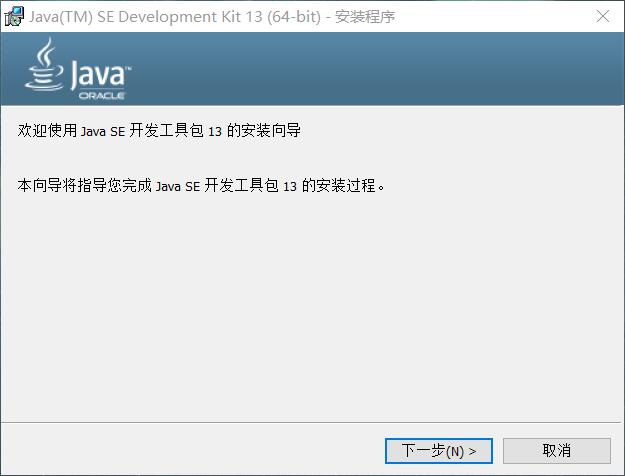 Java(TM) SE Development Kit 13 (64-bit) - 安装程序
Java™
ORACLE
欢迎使用 Java SE 开发工具包 13 的安装向导
本向导将指导您完成 Java SE 开发工具包 13 的安装过程。
下一步(N) >
取消